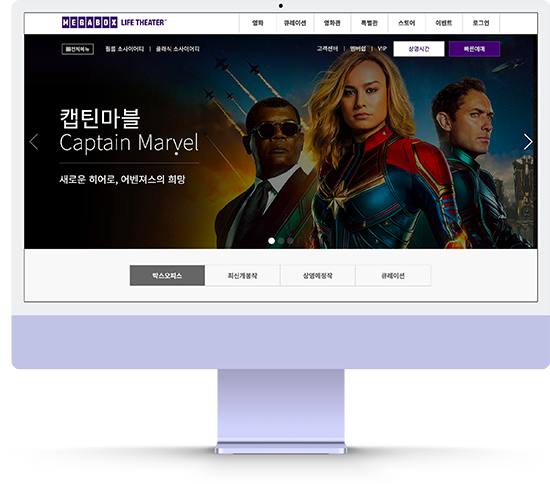 MEGABOX LIFE THEATER
영화 큐레이션 영화관 특별관 스토어 이벤트 로그인
전체메뉴 필름 소사이어티 클래식 소사이어티 고객센터 멤버쉽 VIP 상영시간 빠른예매
캡틴마블
Captain Marvel
새로운 히어로, 어벤져스의 희망
박스오피스 최신개봉작 상영예정작 큐레이션